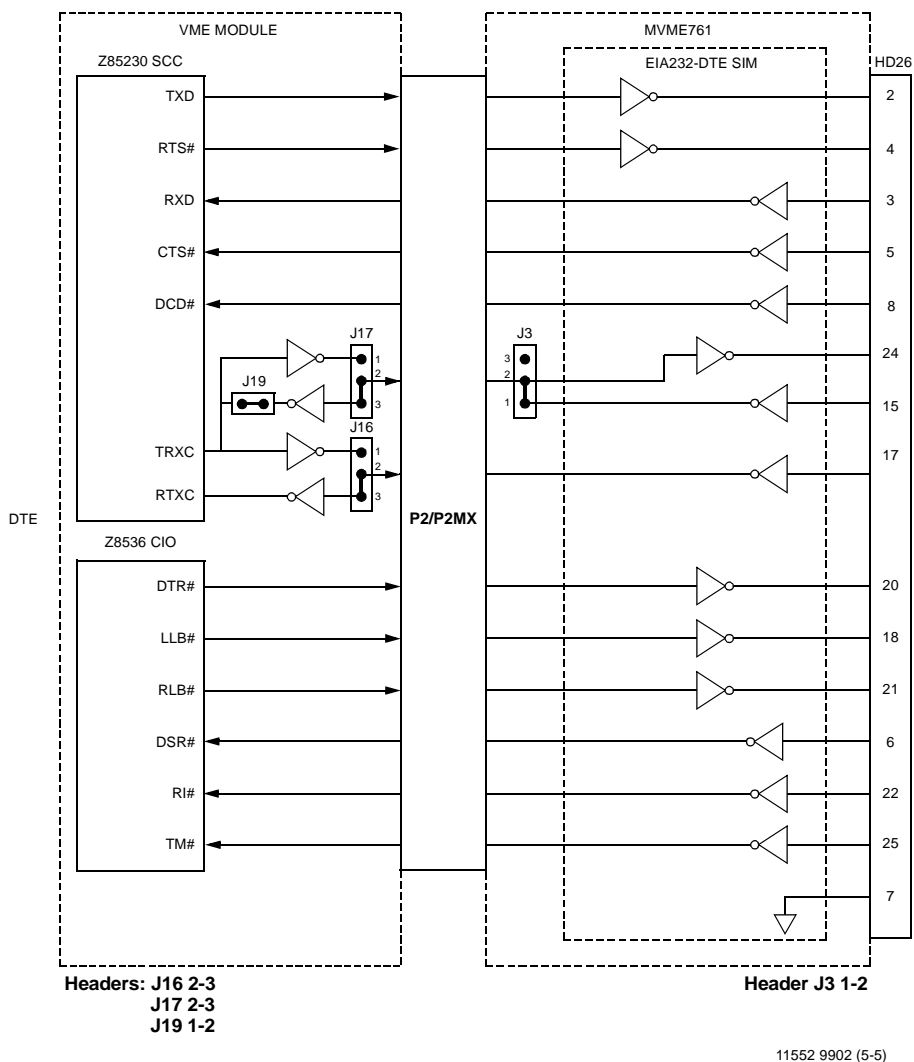 VME MODULE
MVME761
Z85230 SCC
EIA232-DTE SIM
HD26
TXD
2
RTS#
4
RXD
3
CTS#
5
DCD#
8
J17
J3
1
3
24
2
2
J19
3
1
15
J16
TRXC
1
17
2
RTXC
3
DTE
P2/P2MX
Z8536 CIO
DTR#
20
LLB#
18
RLB#
21
DSR#
6
RI#
22
TM#
25
7
Headers: J16 2-3
J17 2-3
J19 1-2
Header J3 1-2
11552 9902 (5-5)